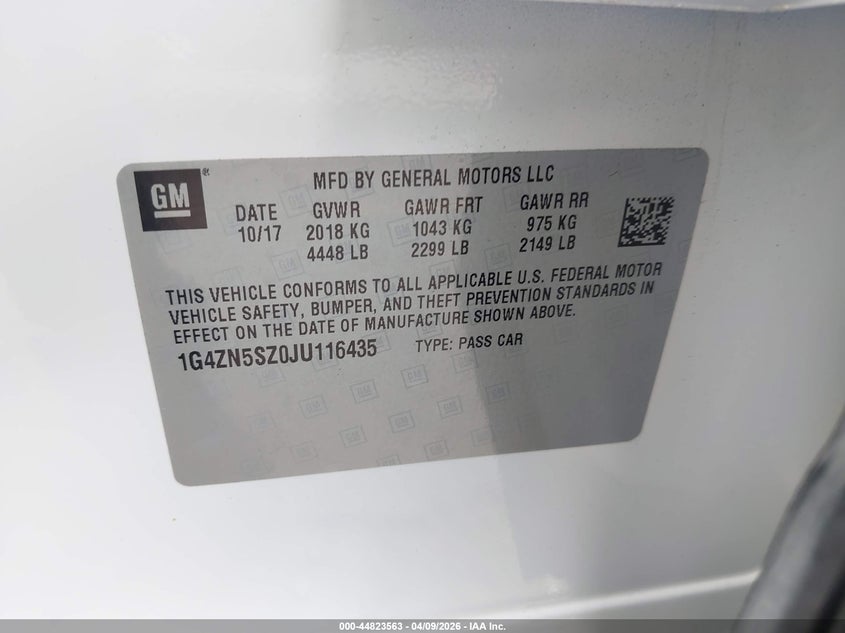 GM®
MFD BY GENERAL MOTORS LLC
DATE GVWR GAWR FRT GAWR RR
10/17 2018 KG 1043 KG 975 KG
4448 LB 2299 LB 2149 LB
THIS VEHICLE CONFORMS TO ALL APPLICABLE U.S. FEDERAL MOTOR
VEHICLE SAFETY, BUMPER, AND THEFT PREVENTION STANDARDS IN
EFFECT ON THE DATE OF MANUFACTURE SHOWN ABOVE.
1G4ZN5SZ0JU116435 TYPE: PASS CAR
000-44823563 - 04/09/2026 - © IAA Inc.